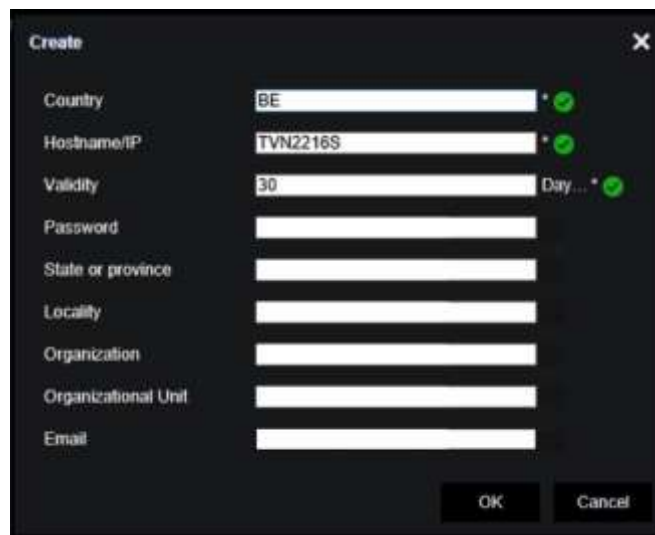 Create
Country BE *
Hostname/IP TVN2216S *
Validity 30 Day... *
Password
State or province
Locality
Organization
Organizational Unit
Email
OK Cancel